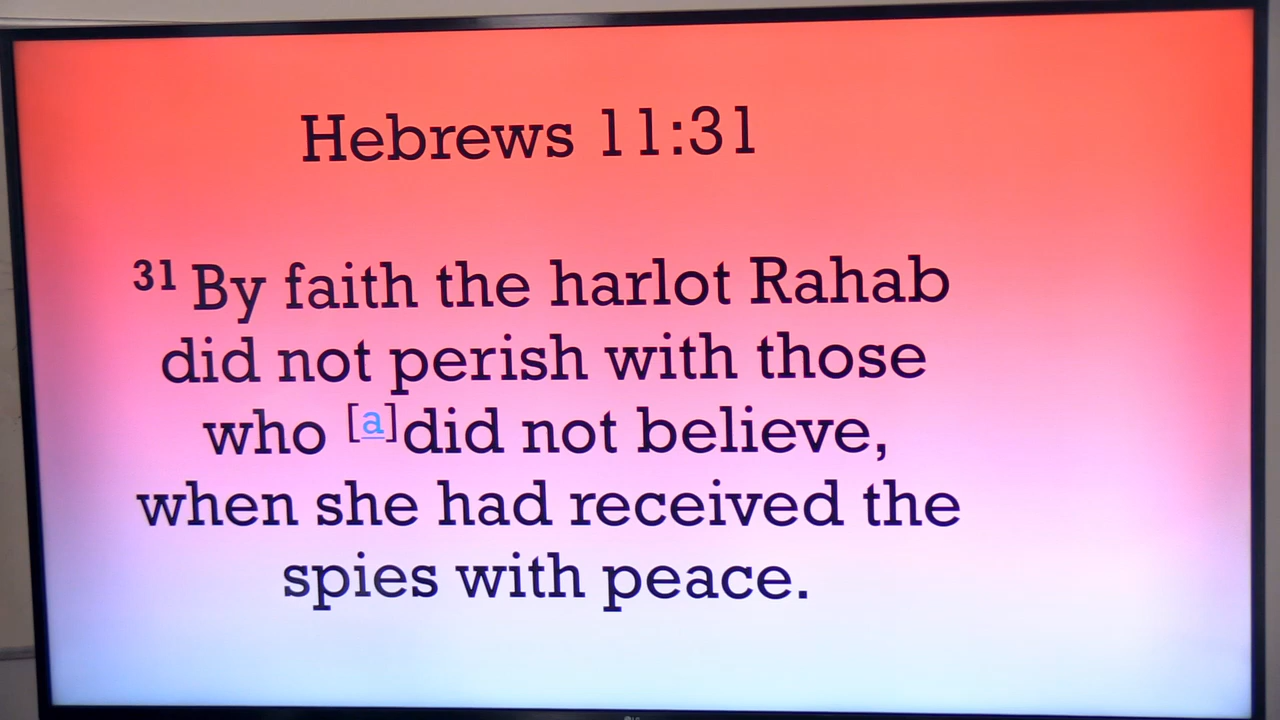 Hebrews 11:31
31 By faith the harlot Rahab
did not perish with those
who [a]did not believe,
when she had received the
spies with peace.
LG